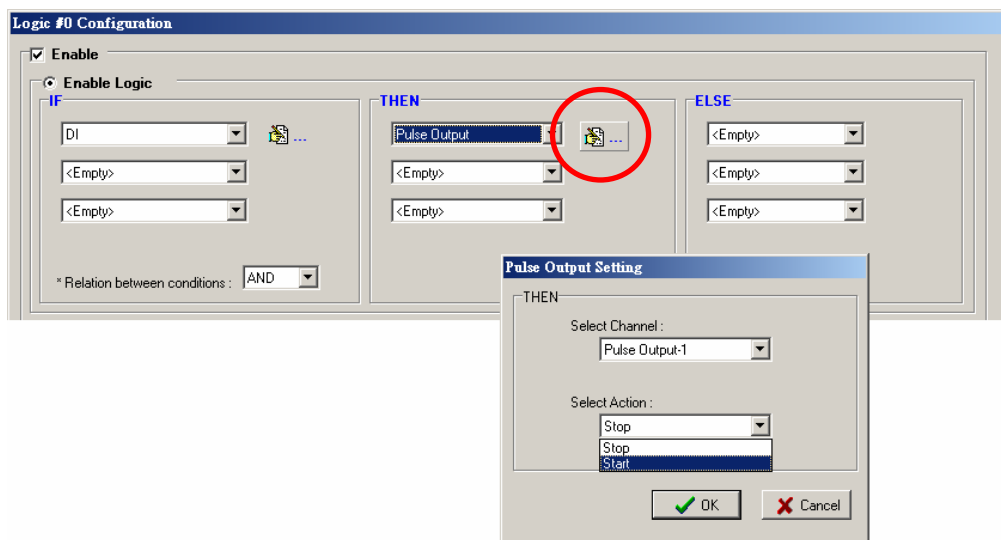 Logic #0 Configuration
Enable
Enable Logic
IF
THEN
ELSE
DI
...
Pulse Output
...
<Empty>
<Empty>
<Empty>
<Empty>
<Empty>
<Empty>
<Empty>
* Relation between conditions :
AND
Pulse Output Setting
THEN
Select Channel :
Pulse Output-1
Select Action :
Stop
Stop
Start
OK
Cancel